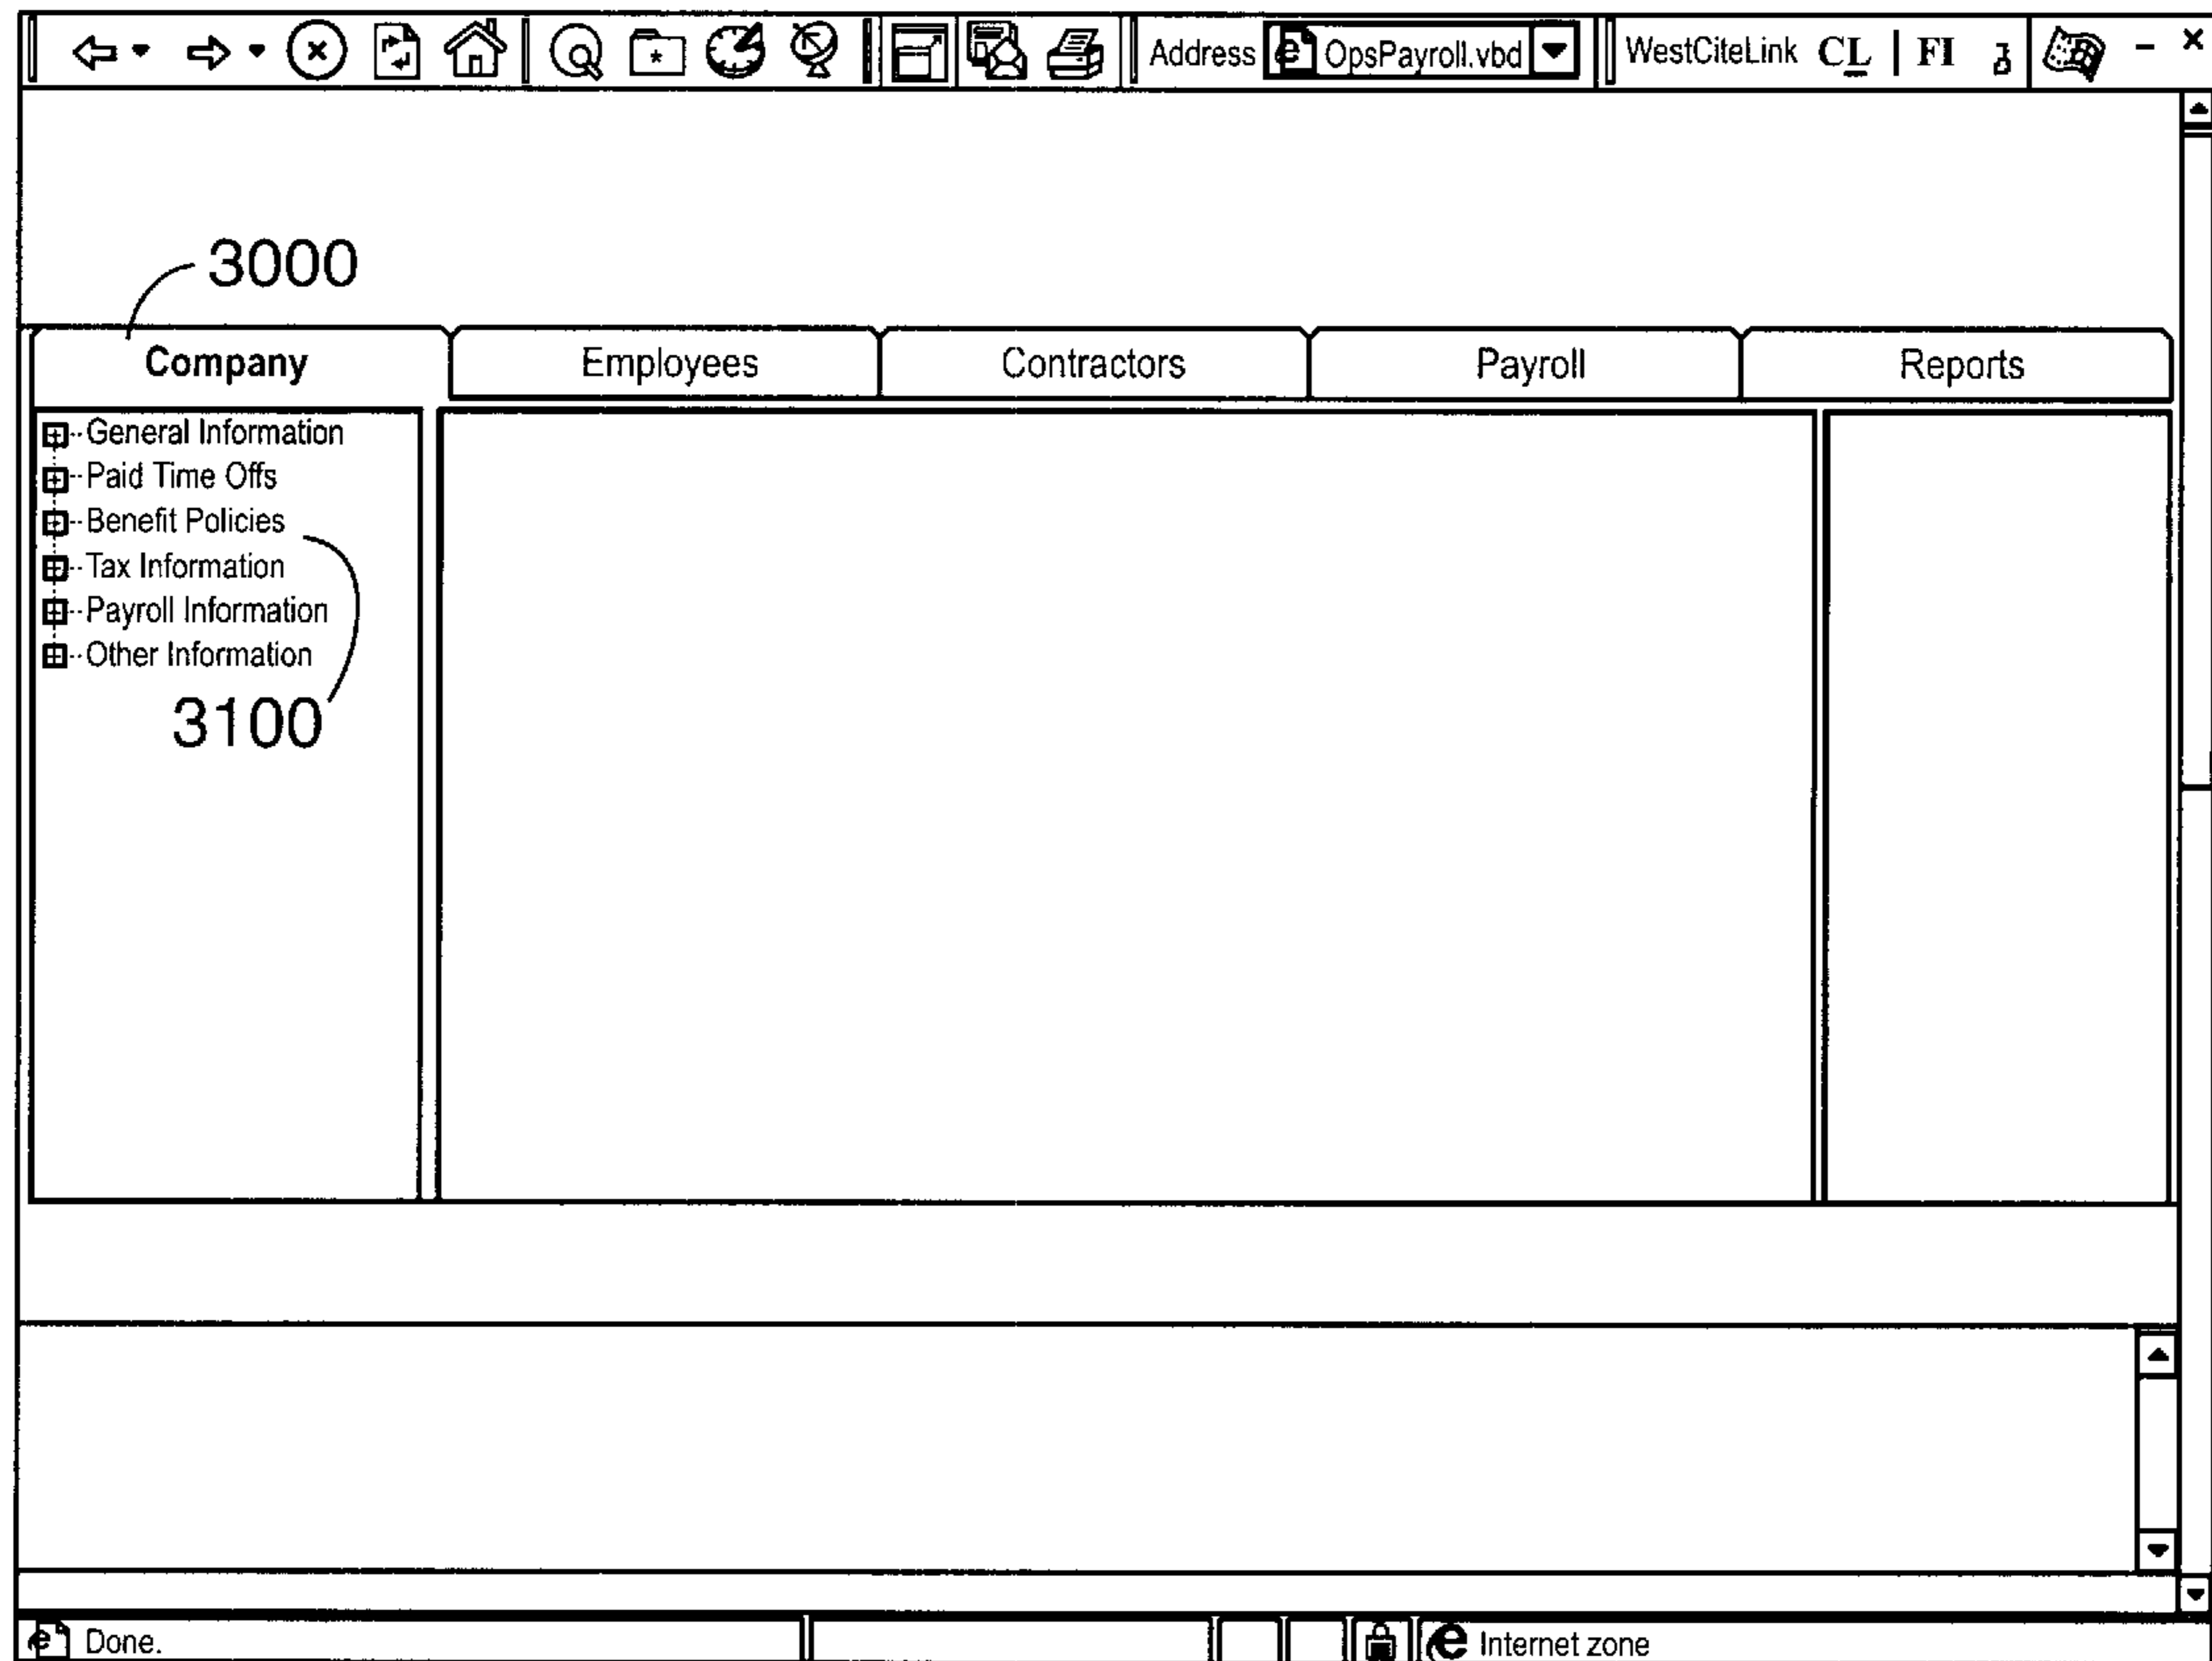 Address OpsPayroll.vbd WestCiteLink CL | FI
3000
Company Employees Contractors Payroll Reports
General Information
Paid Time Offs
Benefit Policies
Tax Information
Payroll Information
Other Information
3100
Done. Internet zone